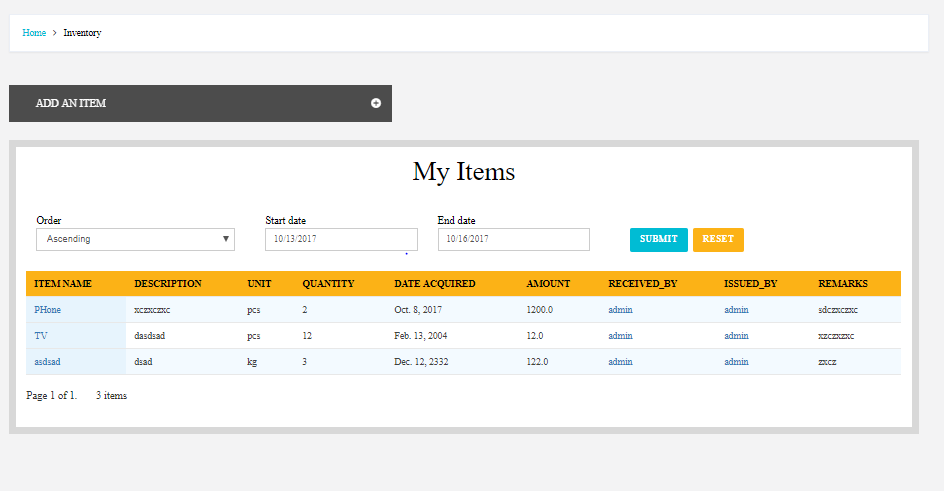 Home > Inventory
ADD AN ITEM
My Items
Order Start date End date
Ascending 10/13/2017 10/16/2017 SUBMIT RESET
ITEM NAME DESCRIPTION UNIT QUANTITY DATE ACQUIRED AMOUNT RECEIVED_BY ISSUED_BY REMARKS
PHone xczxczxc pcs 2 Oct. 8, 2017 1200.0 admin admin sdczxczxc
TV dasdsad pcs 12 Feb. 13, 2004 12.0 admin admin xzczxzxc
asdsad dsad kg 3 Dec. 12, 2332 122.0 admin admin zxcz
Page 1 of 1. 3 items